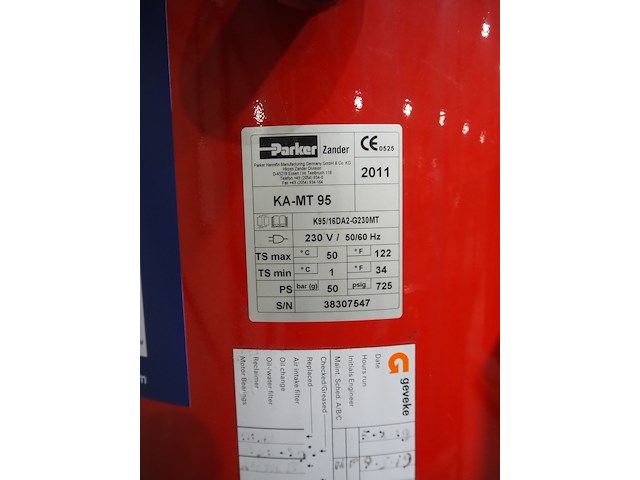 Parker Zander
CE 0525
Parker Hannifin Manufacturing Germany GmbH & Co. KG
Hiross Zander Division
2011
KA-MT 95
K95/16DA2-G230MT
230 V / 50/60 Hz
TS max °C 50 °F 122
TS min °C 1 °F 34
PS bar (g) 50 psig 725
S/N 38307547
geveke
Date
Hours run
Initials Engineer
Maint. Sched. A/B/C
Checked/Greased
Replaced
Air intake filter
Oil change
Oil-/water filter
Reclaimer
Motor Bearings